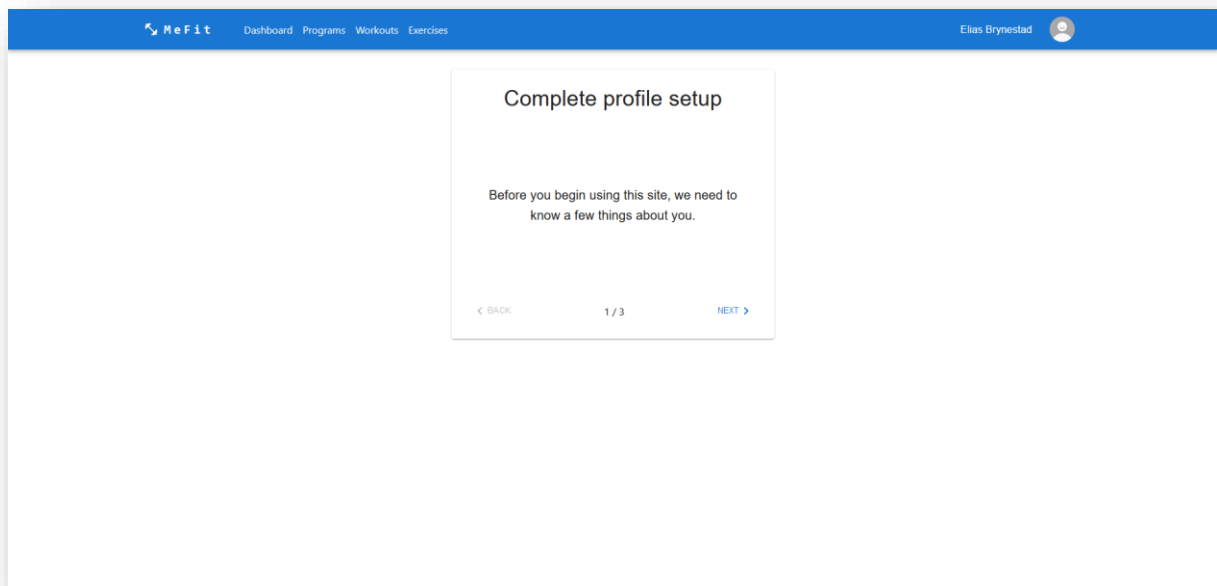 MeFit Dashboard Programs Workouts Exercises Elias Brynestad
Complete profile setup
Before you begin using this site, we need to
know a few things about you.
BACK 1 / 3 NEXT